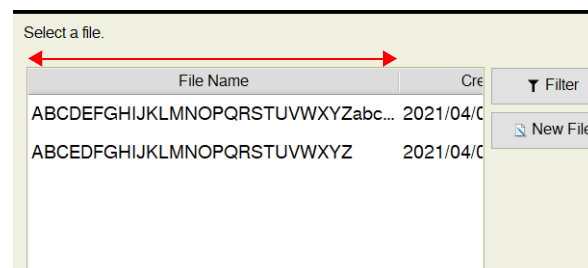 Select a file.
File Name Cre
Filter
ABCDEFGHIJKLMNOPQRSTUVWXYZabc... 2021/04/0
New File
ABCEDFGHIJKLMNOPQRSTUVWXYZ 2021/04/0